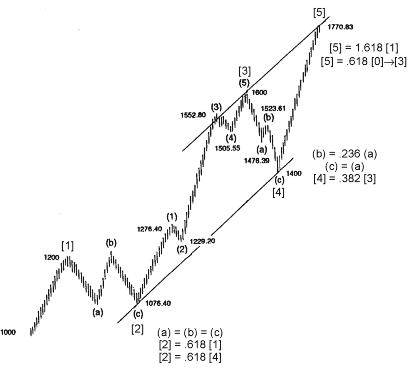 [5]
1770.83
[5] = 1.618 [1]
[5] = .618 [0]→[3]
[3]
(5)
1600
(3)
1552.80
1523.61
(b)
(4)
1505.55
(a)
1476.39
(b) = .236 (a)
(c) = (a)
[4] = .382 [3]
(c)
1400
[4]
(1)
1276.40
(2)
1229.20
[1]
1200
(b)
(a)
(c)
1076.40
[2]
1000
(a) = (b) = (c)
[2] = .618 [1]
[2] = .618 [4]